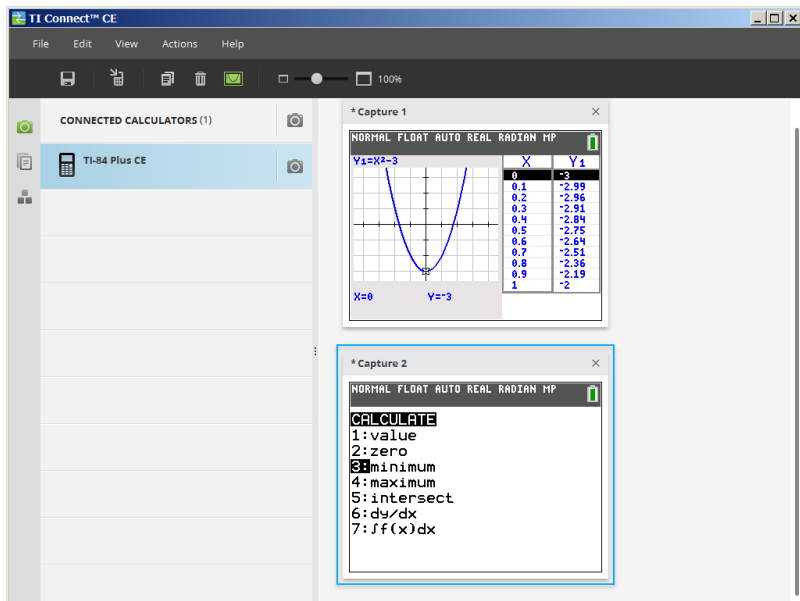 TI Connect™ CE
File Edit View Actions Help
100%
CONNECTED CALCULATORS (1)
TI-84 Plus CE
* Capture 1
NORMAL FLOAT AUTO REAL RADIAN MP
Y1=X²-3
X Y1
0 -3
0.1 -2.99
0.2 -2.96
0.3 -2.91
0.4 -2.84
0.5 -2.75
0.6 -2.64
0.7 -2.51
0.8 -2.36
0.9 -2.19
1 -2
X=0 Y=-3
* Capture 2
NORMAL FLOAT AUTO REAL RADIAN MP
CALCULATE
1:value
2:zero
3:minimum
4:maximum
5:intersect
6:dy/dx
7:∫f(x)dx